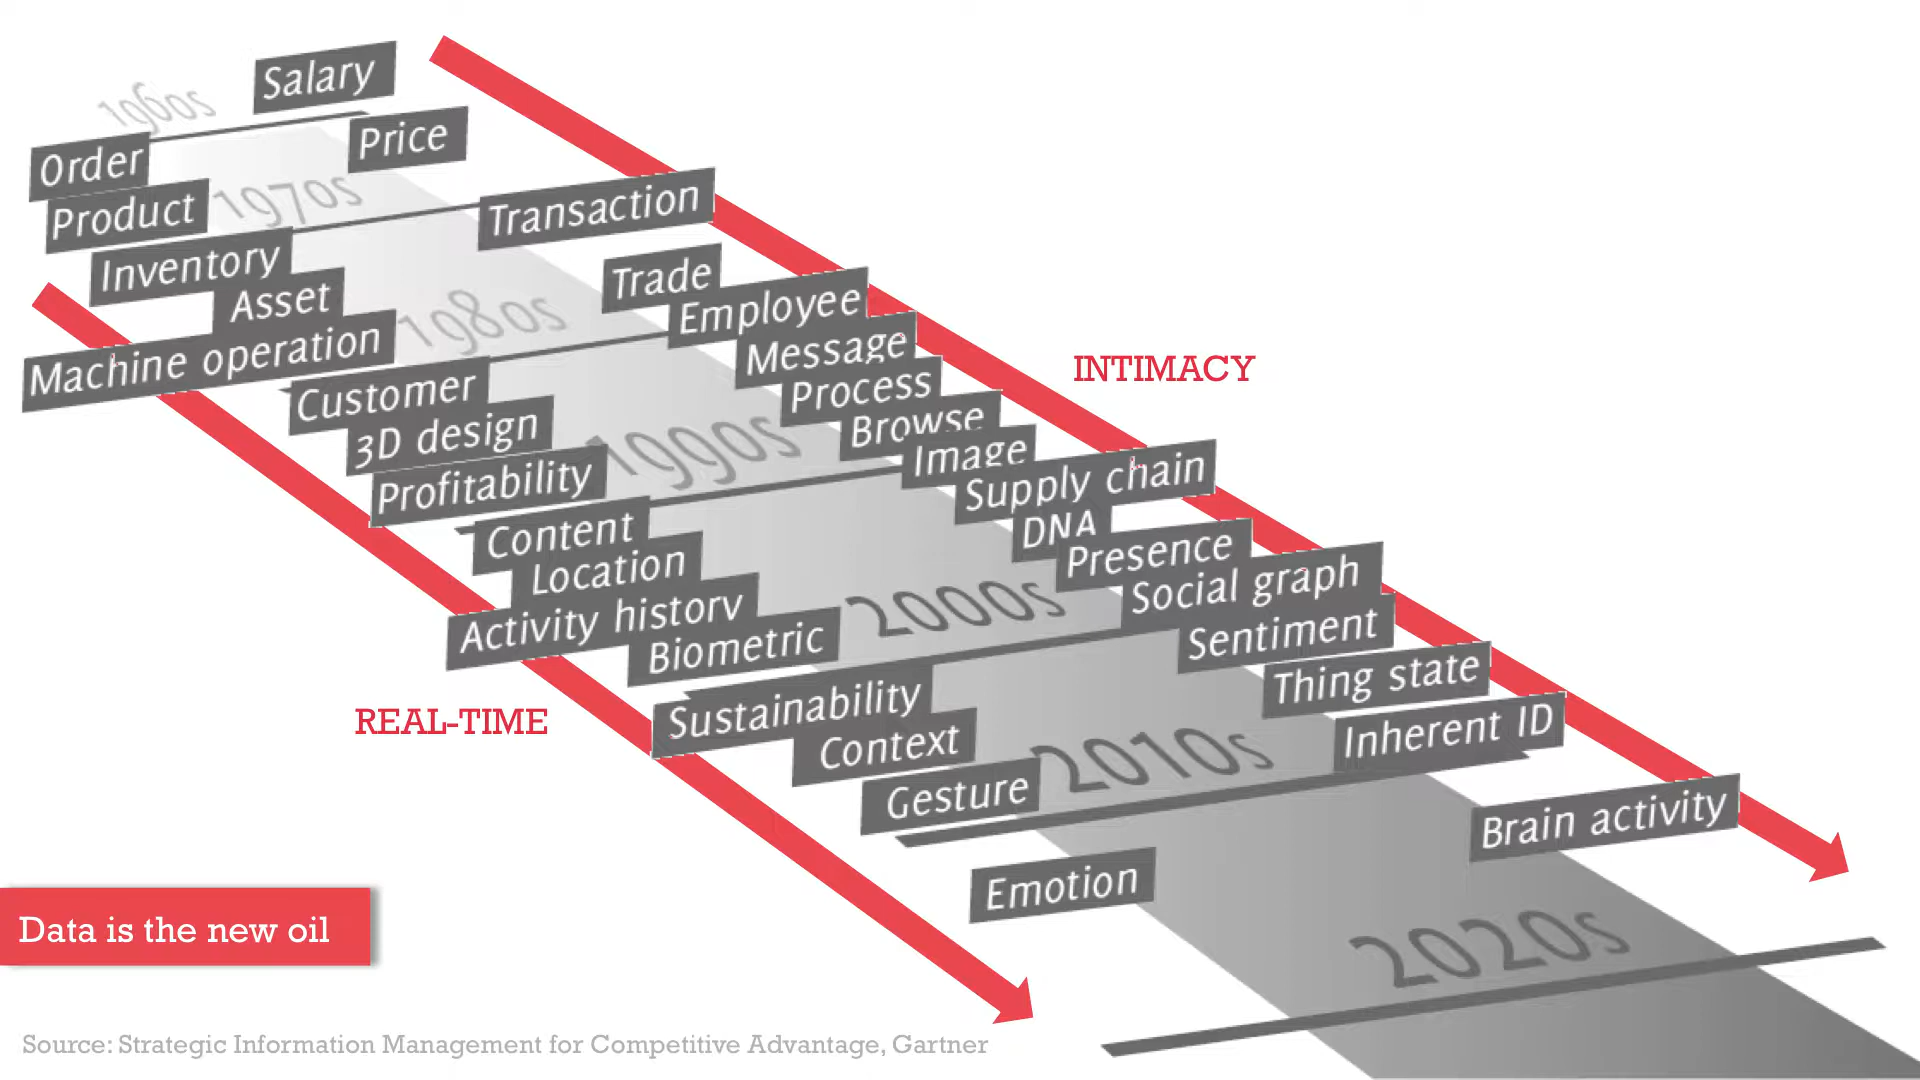 1960s
Salary
Order
Price
Product
1970s
Transaction
Inventory
Asset
Trade
1980s
Employee
Machine operation
Message
Customer
Process
3D design
Browse
1990s
Image
Profitability
Supply chain
Content
DNA
Location
Presence
Activity history
Social graph
2000s
Biometric
Sentiment
Sustainability
Thing state
Context
Inherent ID
2010s
Gesture
Brain activity
Emotion
2020s
INTIMACY
REAL-TIME
Data is the new oil
Source: Strategic Information Management for Competitive Advantage, Gartner